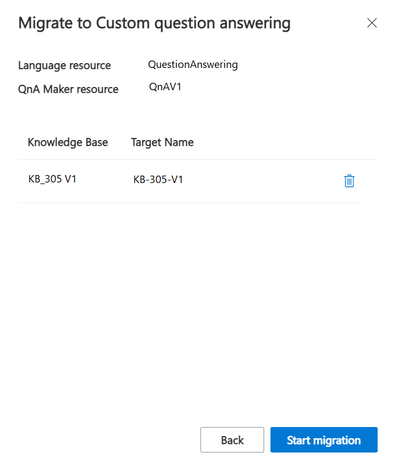 Migrate to Custom question answering
Language resource QuestionAnswering
QnA Maker resource QnAV1
Knowledge Base Target Name
KB_305 V1 KB-305-V1
Back Start migration